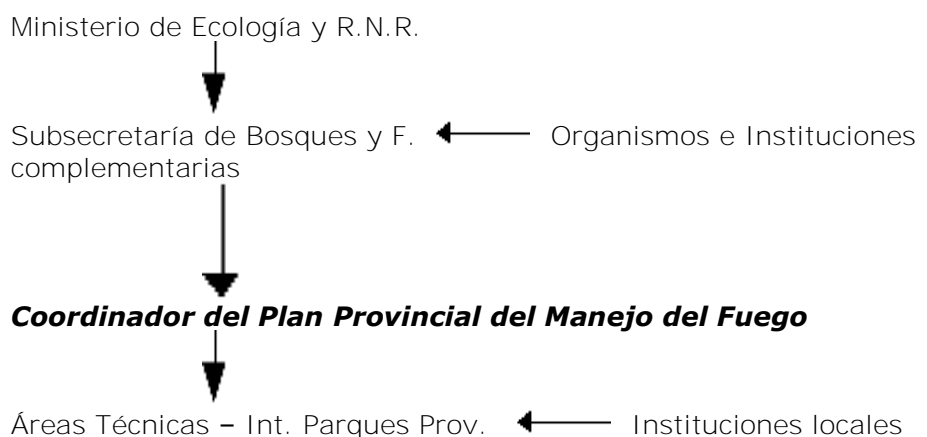 Ministerio de Ecología y R.N.R.
Subsecretaría de Bosques y F. Organismos e Instituciones
complementarias
Coordinador del Plan Provincial del Manejo del Fuego
Áreas Técnicas – Int. Parques Prov. Instituciones locales